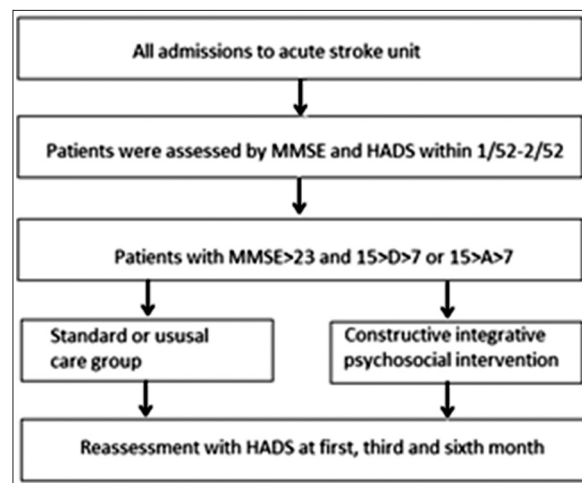 All admissions to acute stroke unit
Patients were assessed by MMSE and HADS within 1/52-2/52
Patients with MMSE>23 and 15>D>7 or 15>A>7
Standard or ususal
care group
Constructive integrative
psychosocial intervention
Reassessment with HADS at first, third and sixth month